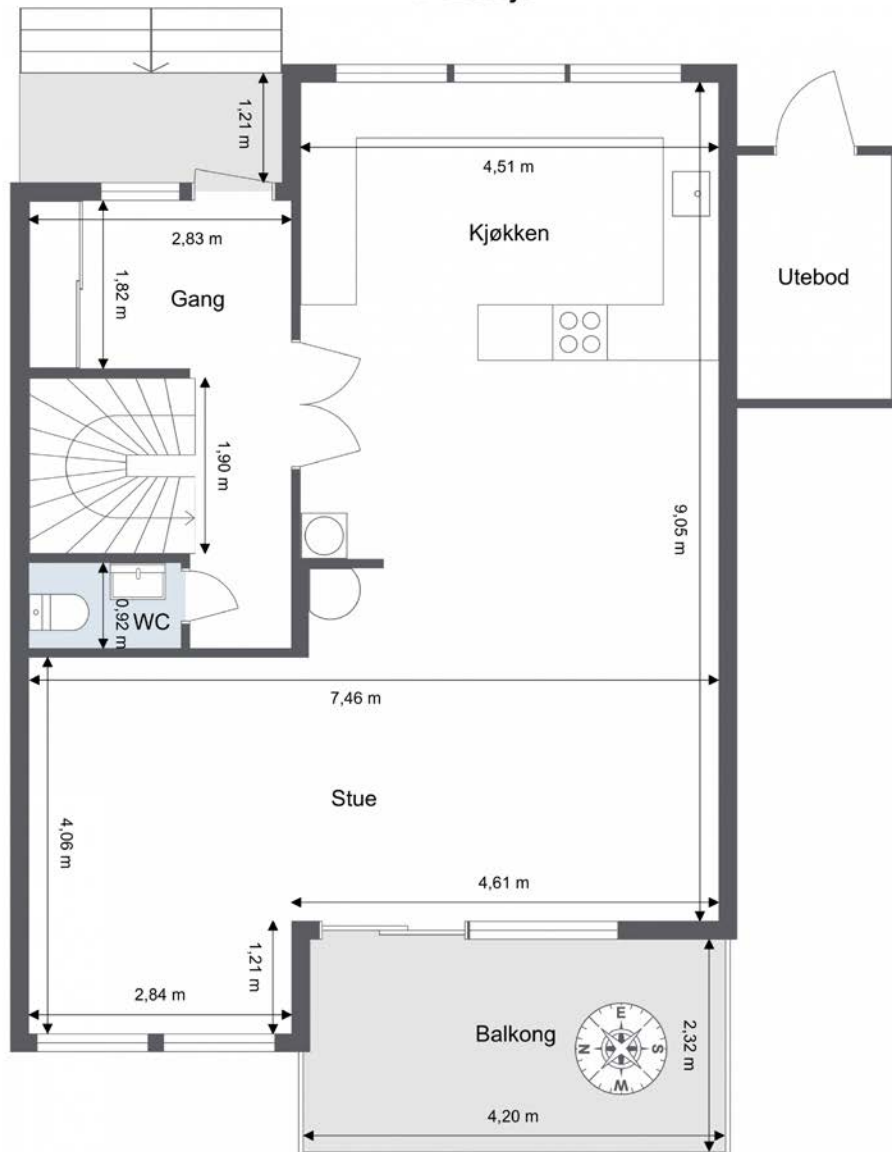 1,21 m
4,51 m
2,83 m
Kjøkken
1,82 m
Gang
Utebod
1,90 m
9,05 m
0,92 m
WC
7,46 m
Stue
4,06 m
4,61 m
1,21 m
2,84 m
Balkong
E
N
S
W
2,32 m
4,20 m